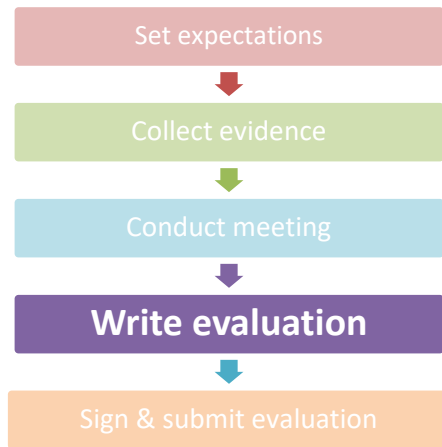 Set expectations
Collect evidence
Conduct meeting
Write evaluation
Sign & submit evaluation